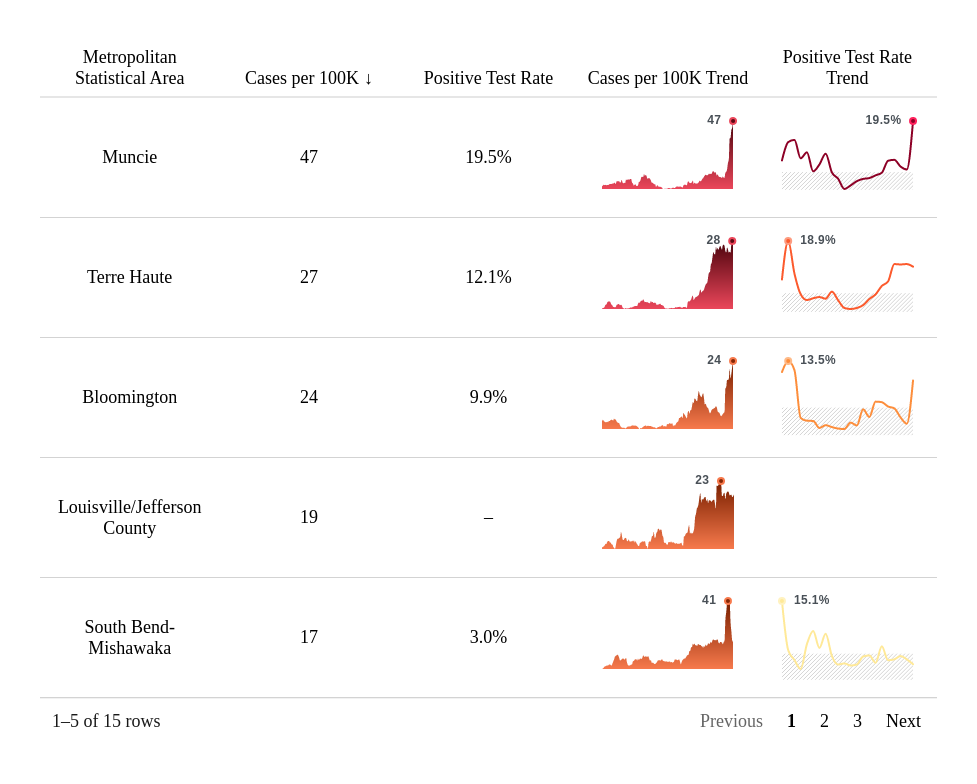 Metropolitan
Statistical Area
Cases per 100K ↓
Positive Test Rate
Cases per 100K Trend
Positive Test Rate
Trend
Muncie
47
19.5%
47
19.5%
Terre Haute
27
12.1%
28
18.9%
Bloomington
24
9.9%
24
13.5%
Louisville/Jefferson
County
19
–
23
South Bend-
Mishawaka
17
3.0%
41
15.1%
1–5 of 15 rows
Previous 1 2 3 Next